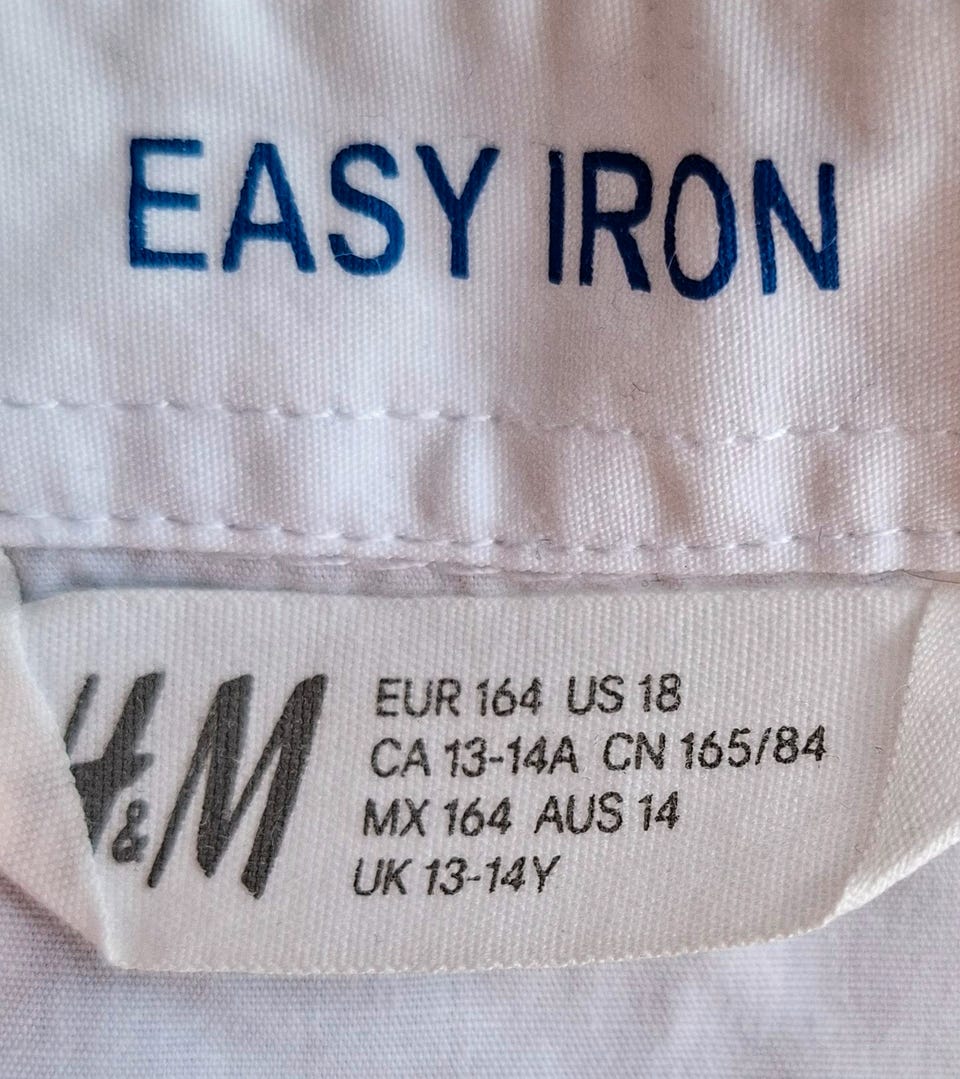 EASY IRON
H&M
EUR 164 US 18
CA 13-14A CN 165/84
MX 164 AUS 14
UK 13-14Y